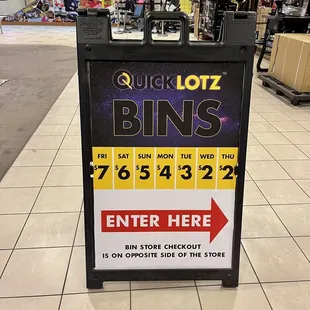 QUICKLOTZ™
BINS
FRI SAT SUN MON TUE WED THU
$7 $6 $5 $4 $3 $2 $2
ENTER HERE
BIN STORE CHECKOUT
IS ON OPPOSITE SIDE OF THE STORE